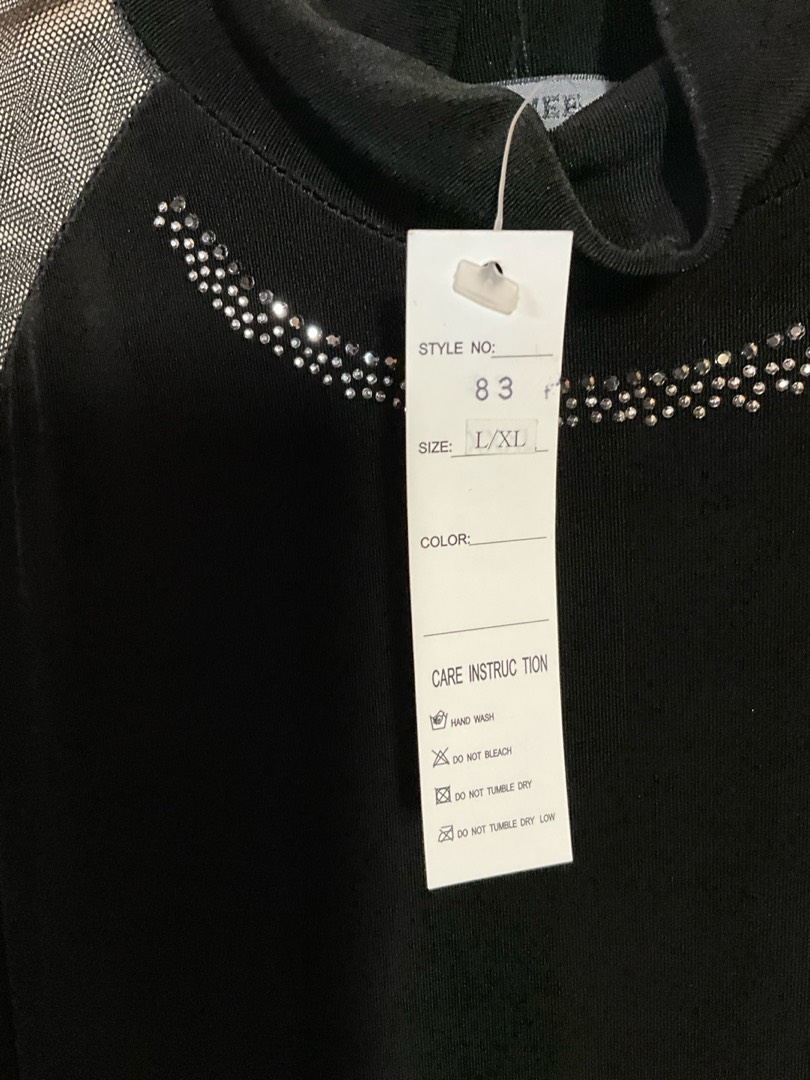 STYLE NO:
83
SIZE: L/XL
COLOR:
CARE INSTRUC TION
HAND WASH
DO NOT BLEACH
DO NOT TUMBLE DRY
DO NOT TUMBLE DRY LOW